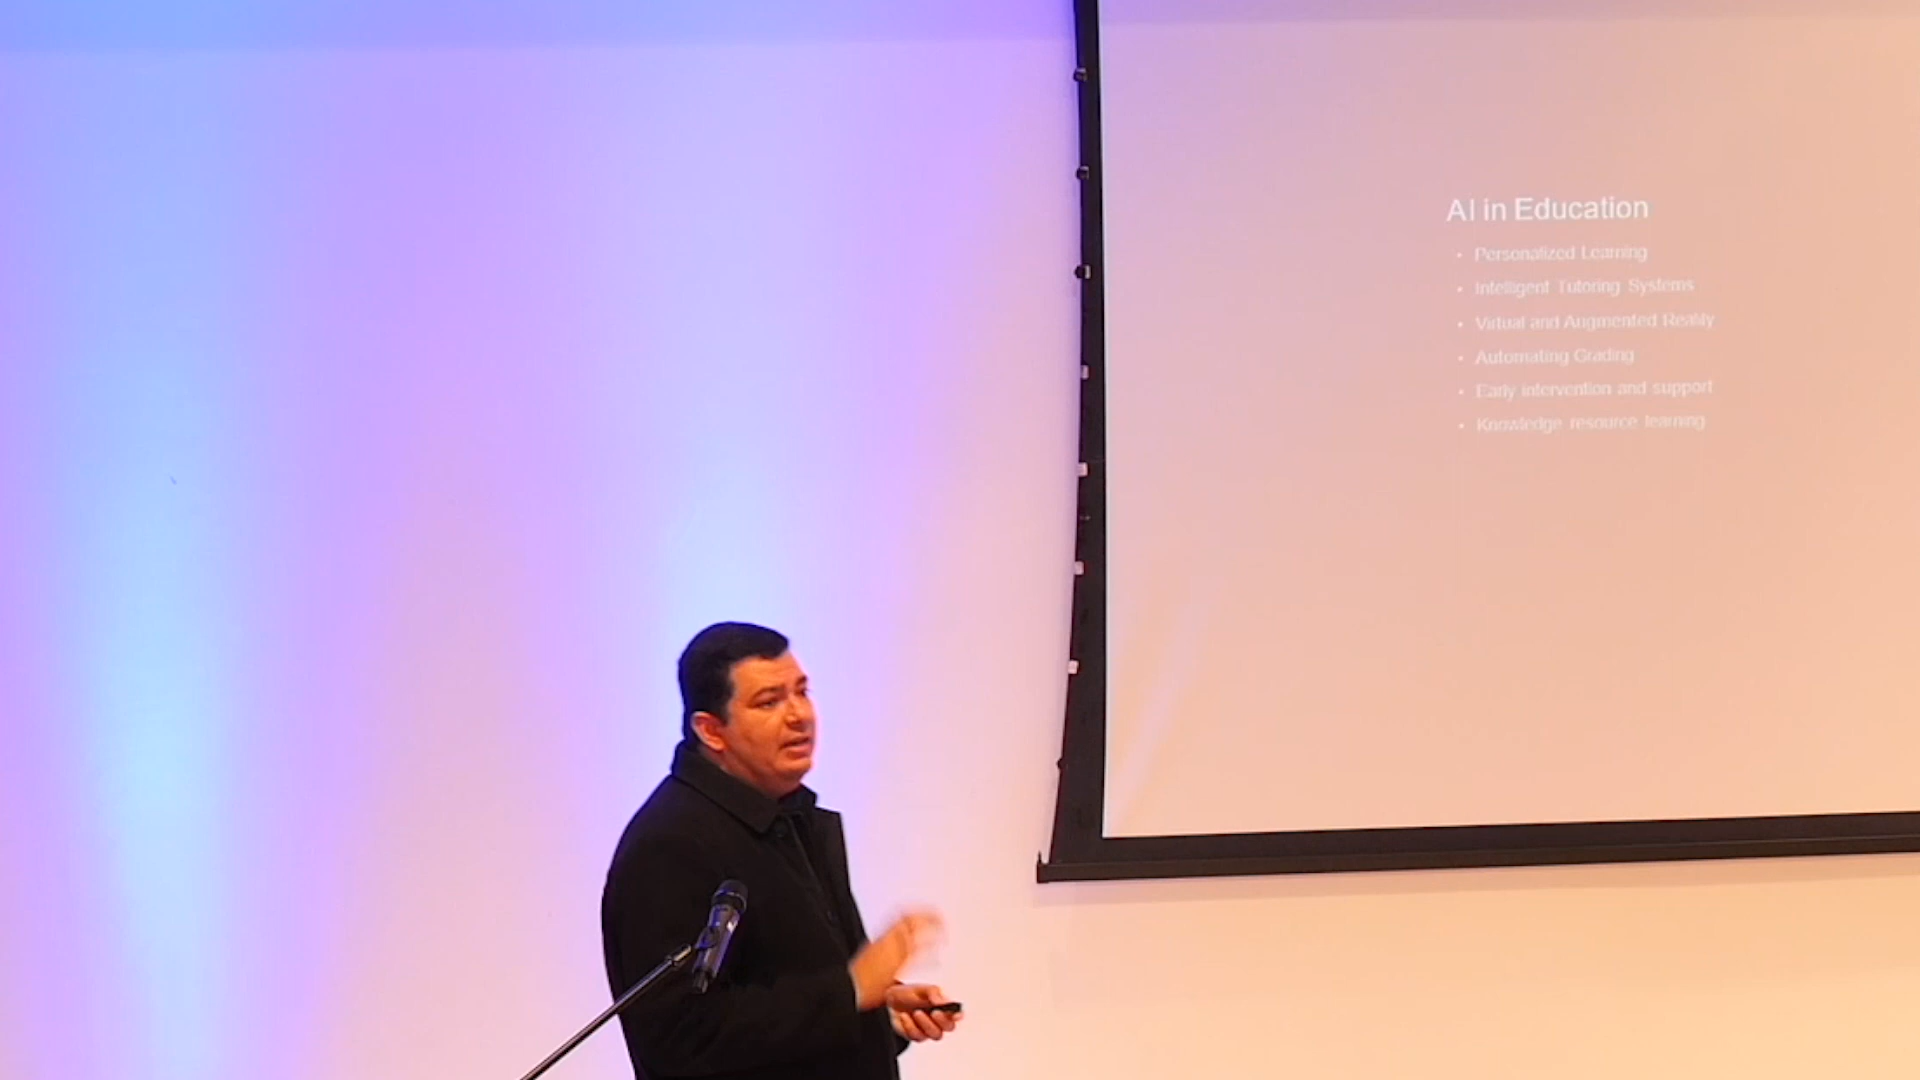 AI in Education
• Personalized Learning
• Intelligent Tutoring Systems
• Virtual and Augmented Reality
• Automating Grading
• Early intervention and support
• Knowledge resource learning